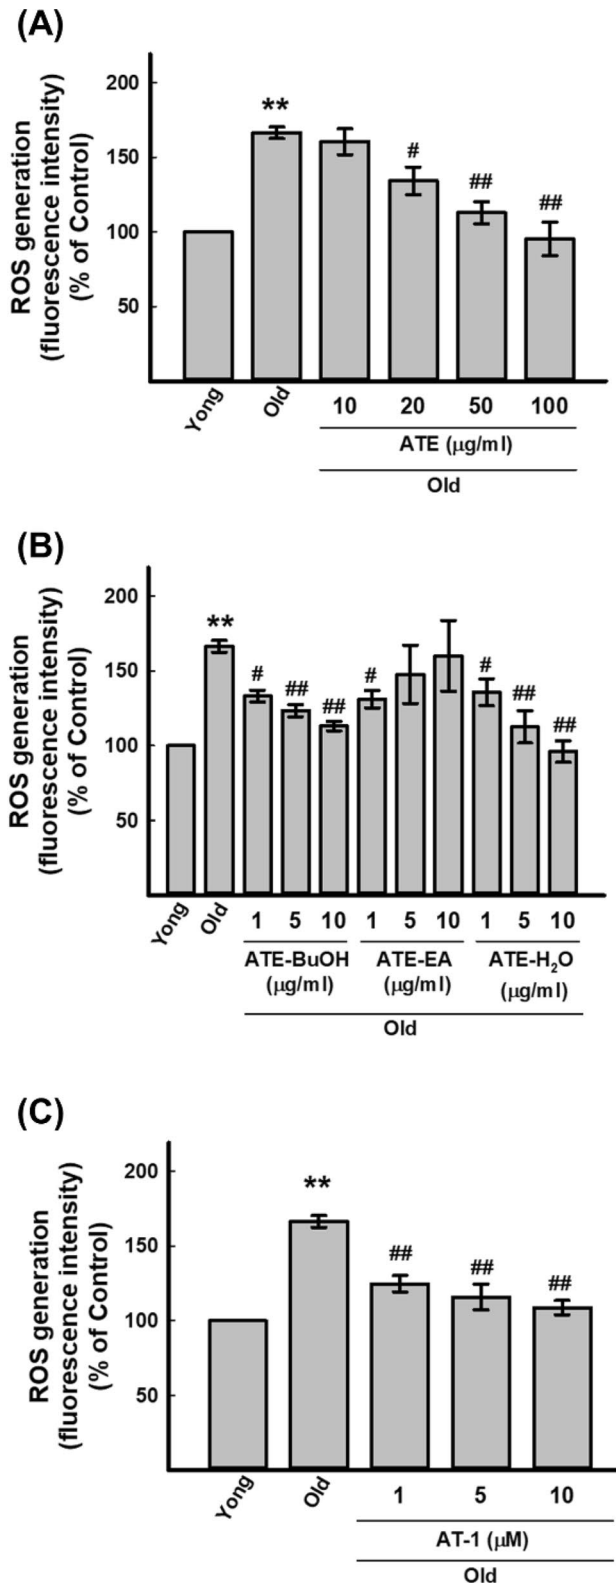 (A)
ROS generation
(fluorescence intensity)
(% of Control)
200
150
100
50
**
#
##
##
Yong
Old
10 20 50 100
ATE (μg/ml)
Old
(B)
ROS generation
(fluorescence intensity)
(% of Control)
200
150
100
50
**
# ## ## # # ## ##
Yong
Old
1 5 10 1 5 10 1 5 10
ATE-BuOH ATE-EA ATE-H₂O
(μg/ml) (μg/ml) (μg/ml)
Old
(C)
ROS generation
(fluorescence intensity)
(% of Control)
200
150
100
50
**
## ## ##
Yong
Old
1 5 10
AT-1 (μM)
Old